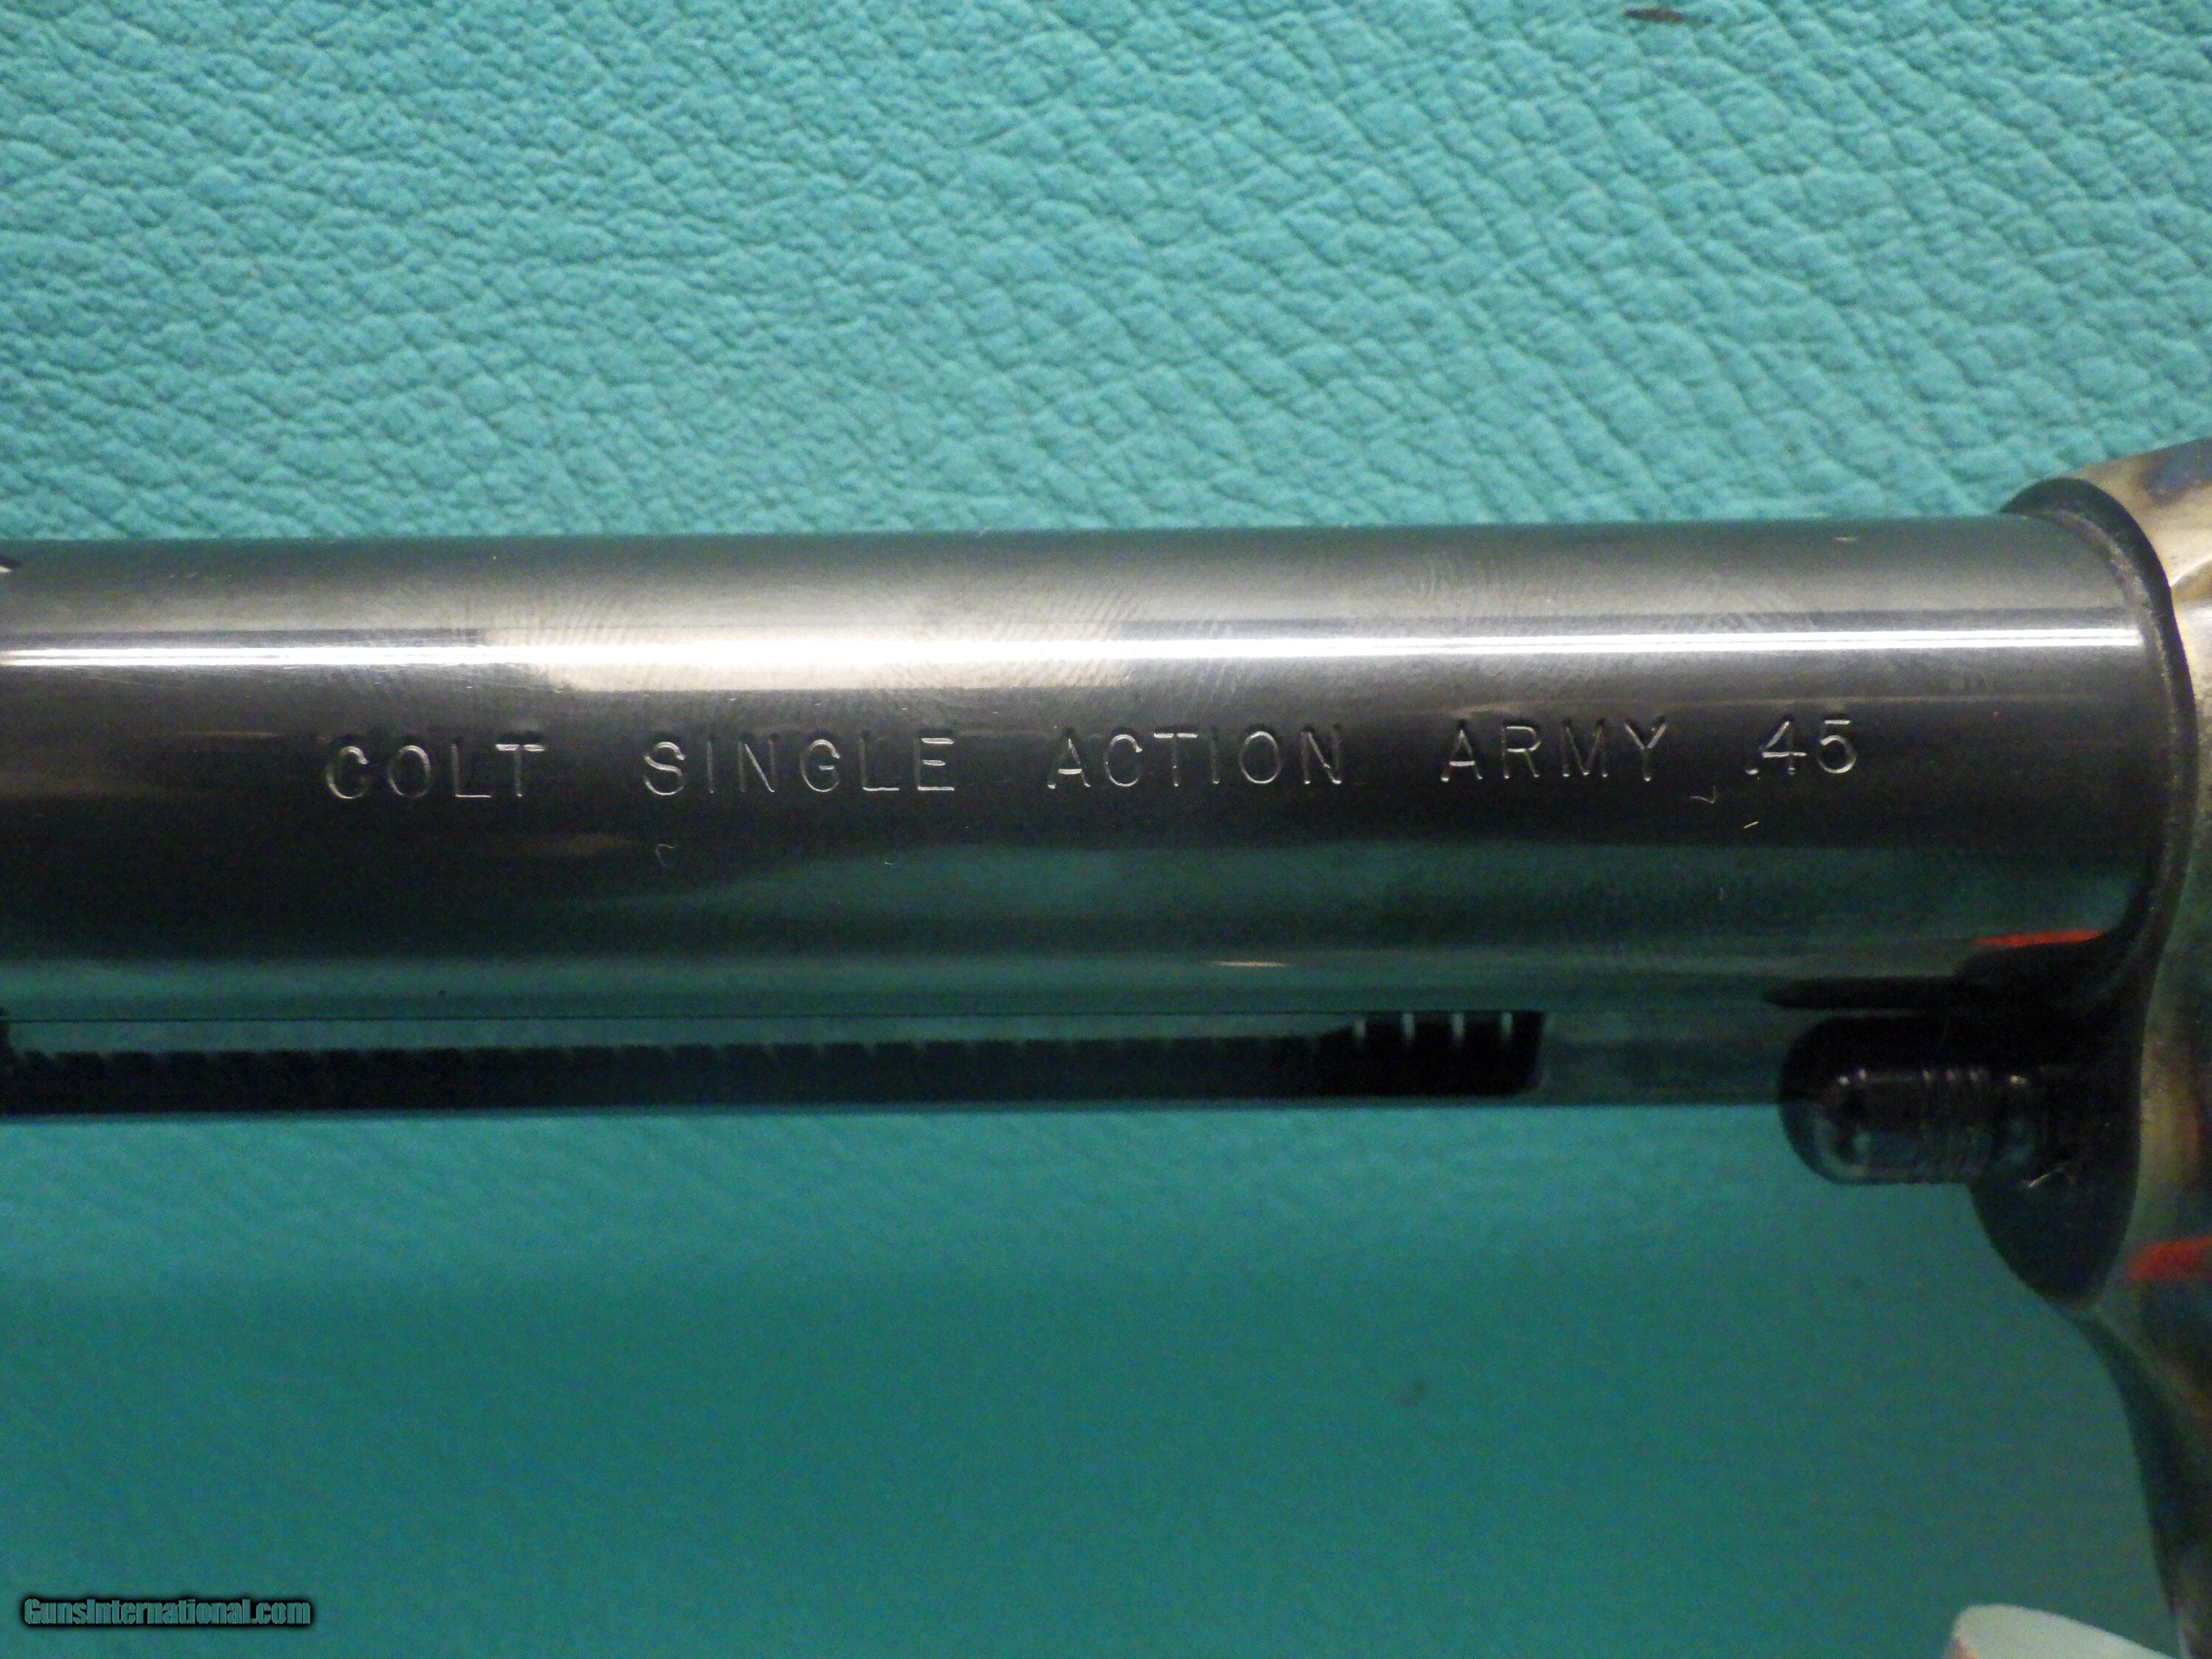 COLT SINGLE ACTION ARMY .45
GunsInternational.com